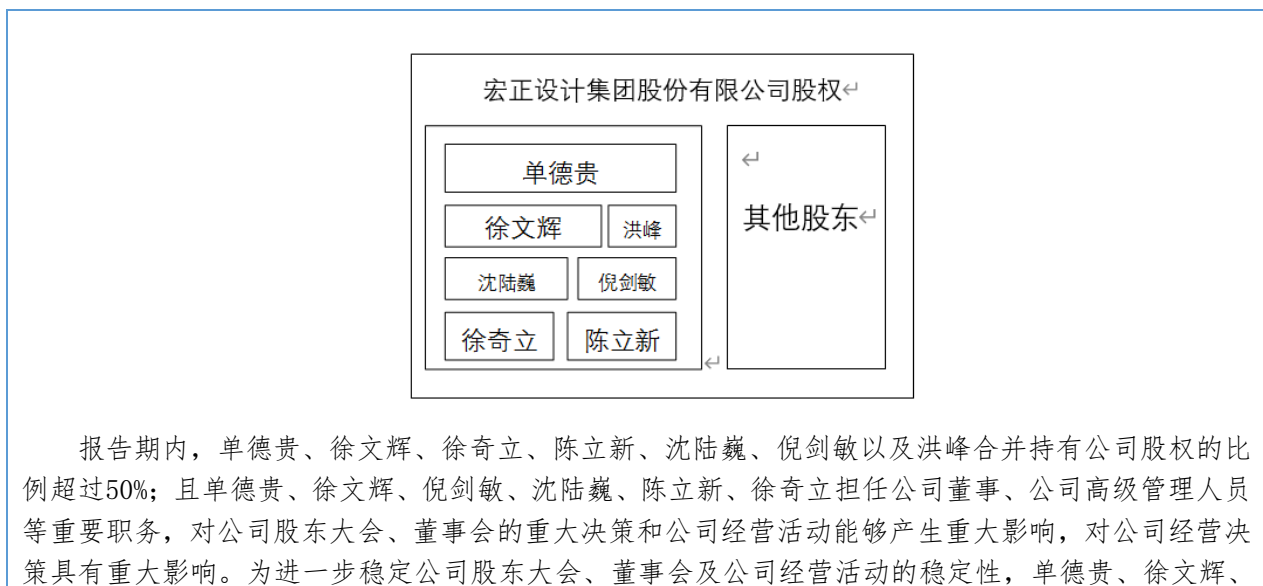 宏正设计集团股份有限公司股权↵
单德贵
徐文辉 洪峰
沈陆巍 倪剑敏
徐奇立 陈立新
↵
↵
其他股东↵
报告期内，单德贵、徐文辉、徐奇立、陈立新、沈陆巍、倪剑敏以及洪峰合并持有公司股权的比
例超过50%；且单德贵、徐文辉、倪剑敏、沈陆巍、陈立新、徐奇立担任公司董事、公司高级管理人员
等重要职务，对公司股东大会、董事会的重大决策和公司经营活动能够产生重大影响，对公司经营决
策具有重大影响。为进一步稳定公司股东大会、董事会及公司经营活动的稳定性，单德贵、徐文辉、